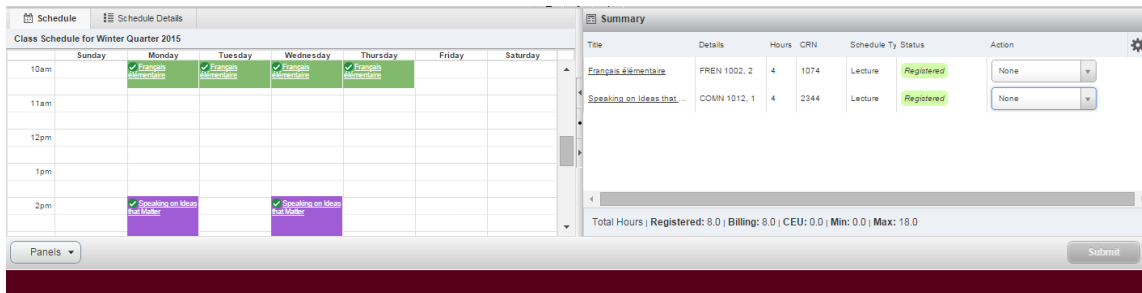 Schedule
Schedule Details
Class Schedule for Winter Quarter 2015
Sunday Monday Tuesday Wednesday Thursday Friday Saturday
10am
Français élémentaire
Français élémentaire
Français élémentaire
Français élémentaire
11am
12pm
1pm
2pm
Speaking on Ideas
that Matter
Speaking on Ideas
that Matter
Panels
Summary
Title Details Hours CRN Schedule Ty Status Action
Français élémentaire FREN 1002, 2 4 1074 Lecture Registered None
Speaking on Ideas that ... COMN 1012, 1 4 2344 Lecture Registered None
Total Hours | Registered: 8.0 | Billing: 8.0 | CEU: 0.0 | Min: 0.0 | Max: 18.0
Submit